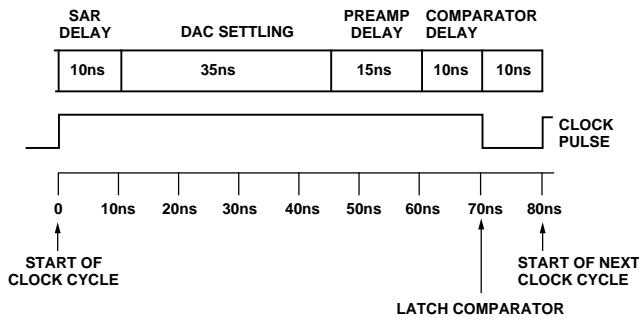 SAR
DELAY
DAC SETTLING
PREAMP
DELAY
COMPARATOR
DELAY
10ns
35ns
15ns
10ns
10ns
CLOCK
PULSE
0
10ns
20ns
30ns
40ns
50ns
60ns
70ns
80ns
START OF
CLOCK CYCLE
START OF NEXT
CLOCK CYCLE
LATCH COMPARATOR